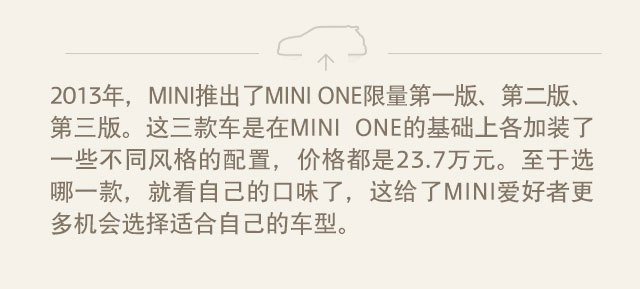 2013年，MINI推出了MINI ONE限量第一版、第二版、
第三版。这三款车是在MINI  ONE的基础上各加装了
一些不同风格的配置，价格都是23.7万元。至于选
哪一款，就看自己的口味了，这给了MINI爱好者更
多机会选择适合自己的车型。